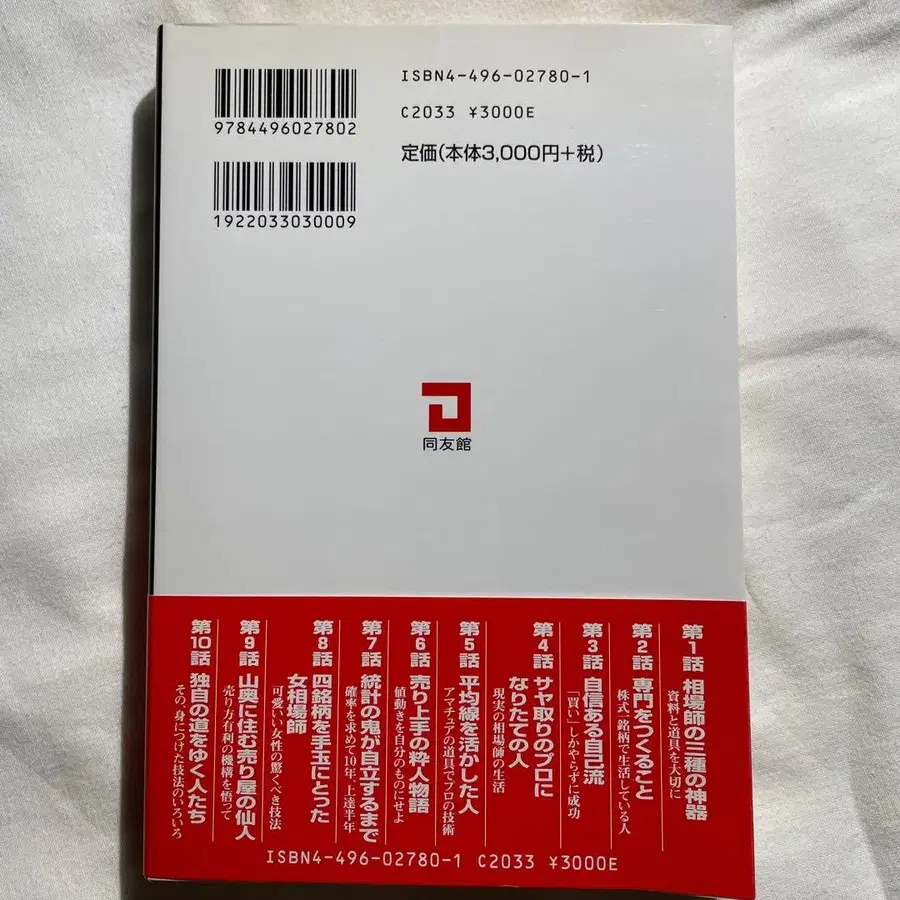 ISBN4-496-02780-1
C2033 ¥3000E
定価(本体3,000円+税)
9784496027802
1922033030009
同友館
第1話 相場師の三種の神器
資料と道具を大切に
第2話 専門をつくること
株式一銘柄で生活している人
第3話 自信ある自己流
「買い」しかやらずに成功
第4話 サヤ取りのプロに
なりたての人
現実の相場師の生活
第5話 平均線を活かした人
アマチュアの道具でプロの技術
第6話 売り上手の粋人物語
値動きを自分のものにせよ
第7話 統計の鬼が自立するまで
確率を求めて10年、上達半年
第8話 四銘柄を手玉にとった
女相場師
可愛いい女性の驚くべき技法
第9話 山奥に住む売り屋の仙人
売り方有利の機構を悟って
第10話 独自の道をゆく人たち
その、身につけた技法のいろいろ
ISBN4-496-02780-1 C2033 ¥3000E